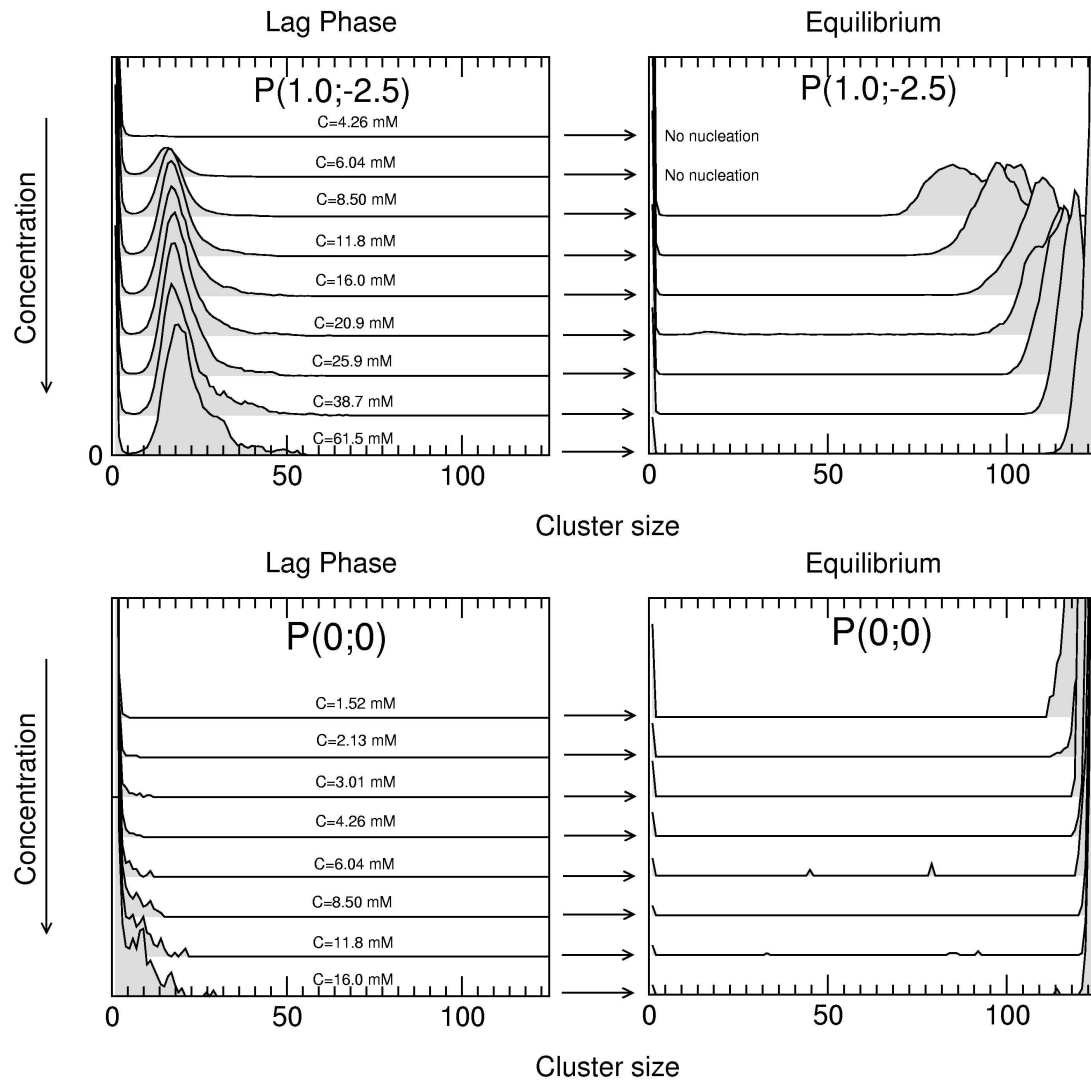 Lag Phase
Equilibrium
P(1.0;-2.5)
P(1.0;-2.5)
Concentration
C=4.26 mM
No nucleation
C=6.04 mM
No nucleation
C=8.50 mM
C=11.8 mM
C=16.0 mM
C=20.9 mM
C=25.9 mM
C=38.7 mM
C=61.5 mM
0
0 50 100
0 50 100
Cluster size
Lag Phase
Equilibrium
P(0;0)
P(0;0)
Concentration
C=1.52 mM
C=2.13 mM
C=3.01 mM
C=4.26 mM
C=6.04 mM
C=8.50 mM
C=11.8 mM
C=16.0 mM
0 50 100
0 50 100
Cluster size